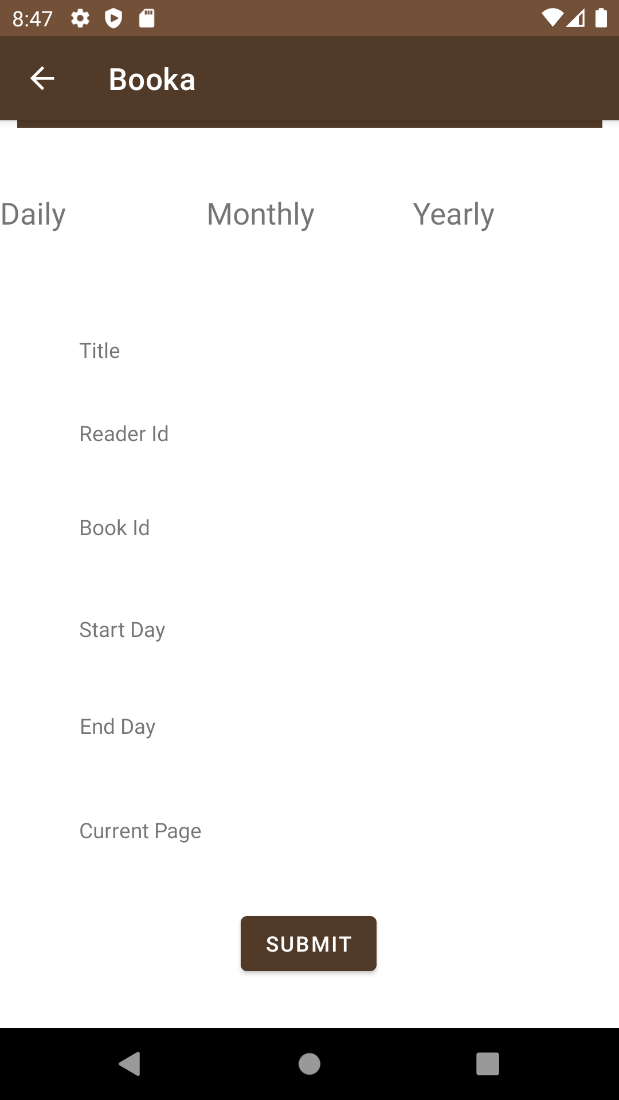 8:47
Booka
Daily Monthly Yearly
Title
Reader Id
Book Id
Start Day
End Day
Current Page
SUBMIT